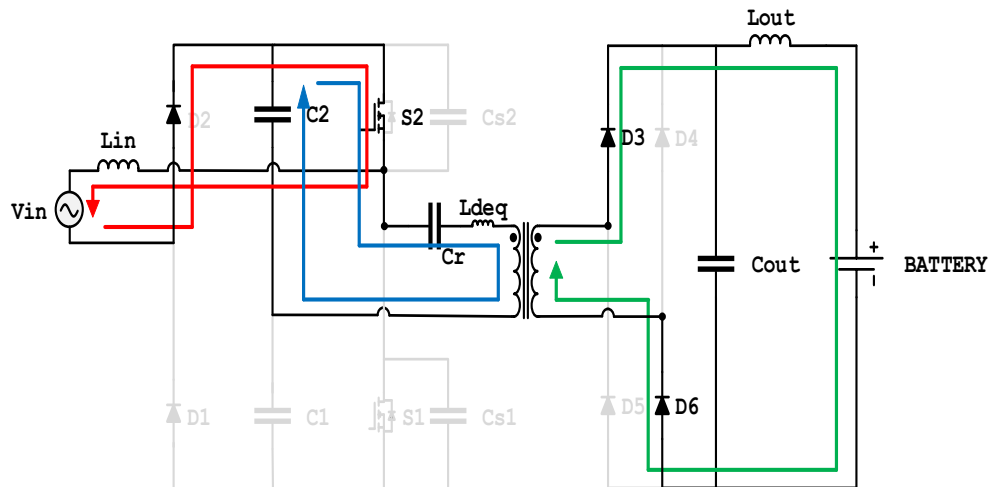 Lout
D2
C2
S2
Cs2
D3
D4
Lin
Vin
Ldeq
Cr
Cout
+
BATTERY
D1
C1
S1
Cs1
D5
D6